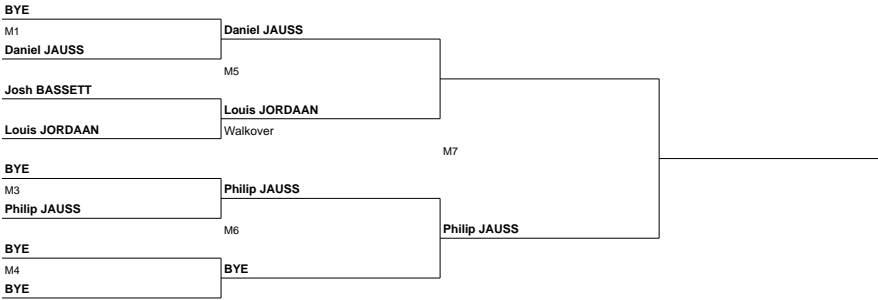 BYE
M1
Daniel JAUSS
Daniel JAUSS
M5
Josh BASSETT
Louis JORDAAN
Louis JORDAAN
Walkover
M7
BYE
M3
Philip JAUSS
Philip JAUSS
M6
Philip JAUSS
BYE
M4
BYE
BYE